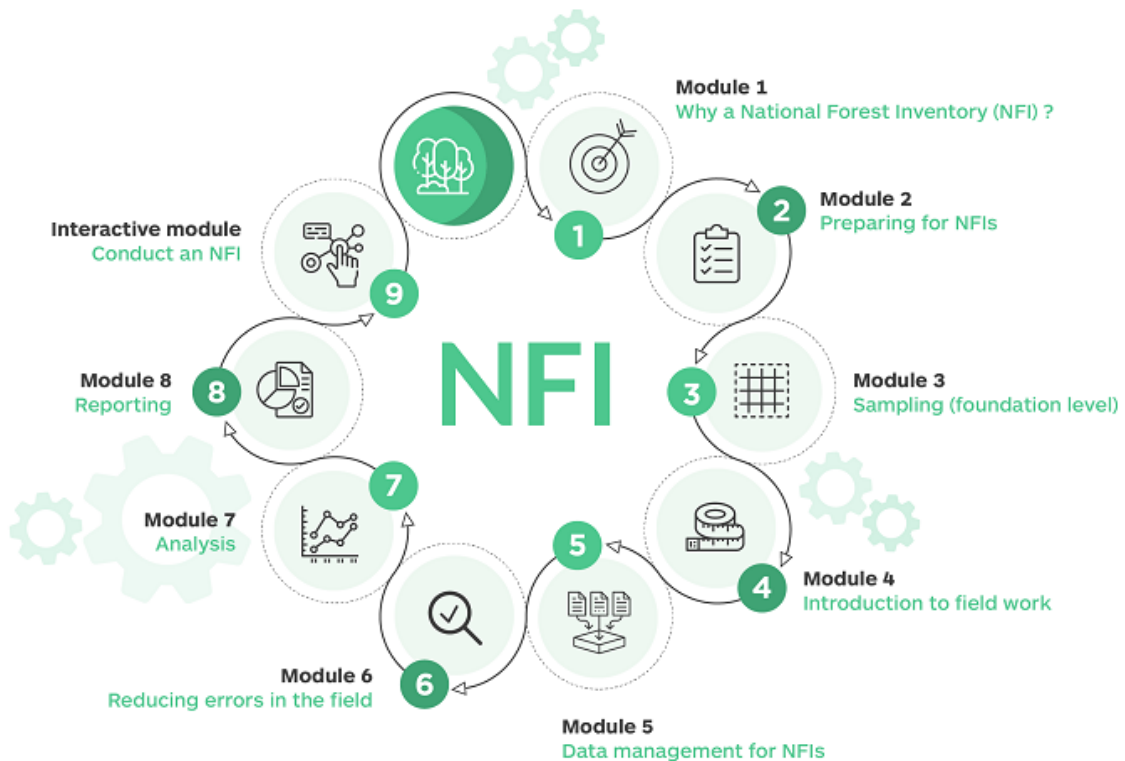 Module 1
Why a National Forest Inventory (NFI) ?
1
Module 2
Preparing for NFIs
2
Module 3
Sampling (foundation level)
3
Module 4
Introduction to field work
4
Module 5
Data management for NFIs
5
Module 6
Reducing errors in the field
6
Module 7
Analysis
7
Module 8
Reporting
8
Interactive module
Conduct an NFI
9
NFI